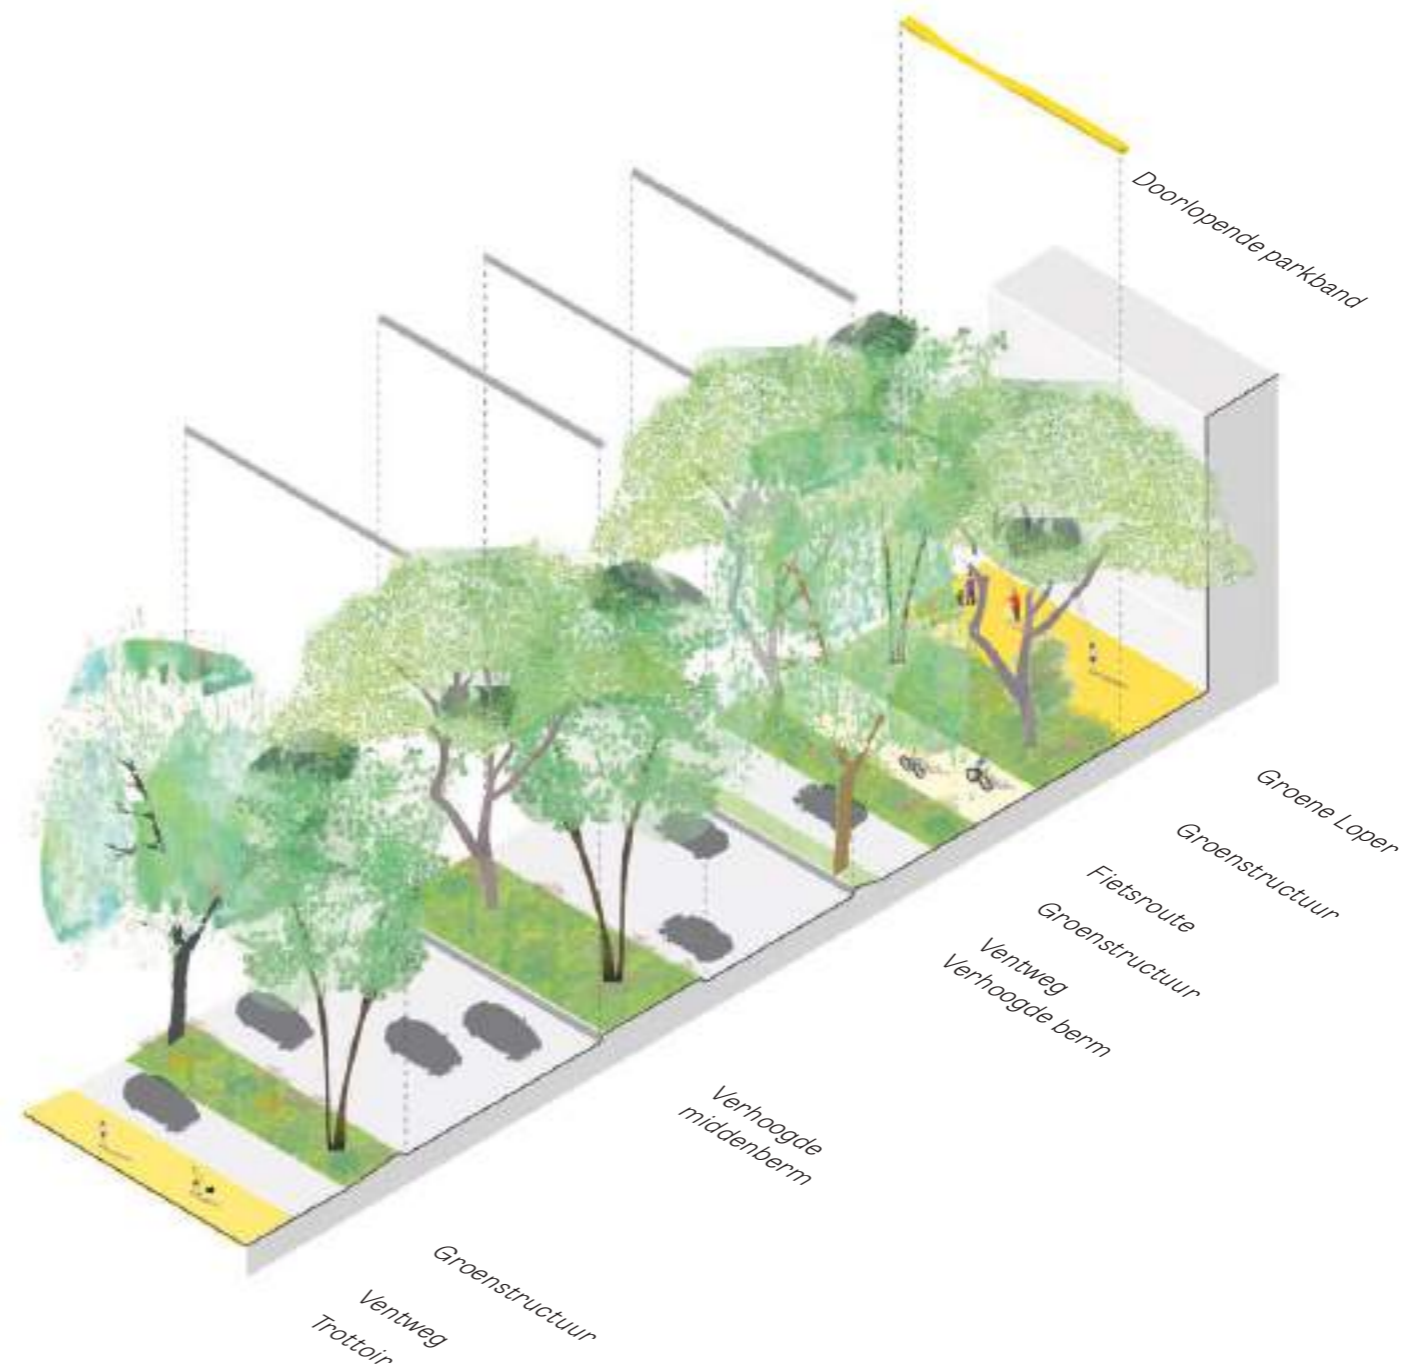 Doorlopende parkband
Groene Loper
Groenstructuur
Fietsroute
Groenstructuur
Ventweg
Verhoogde berm
Verhoogde
middenberm
Groenstructuur
Ventweg
Trottoir